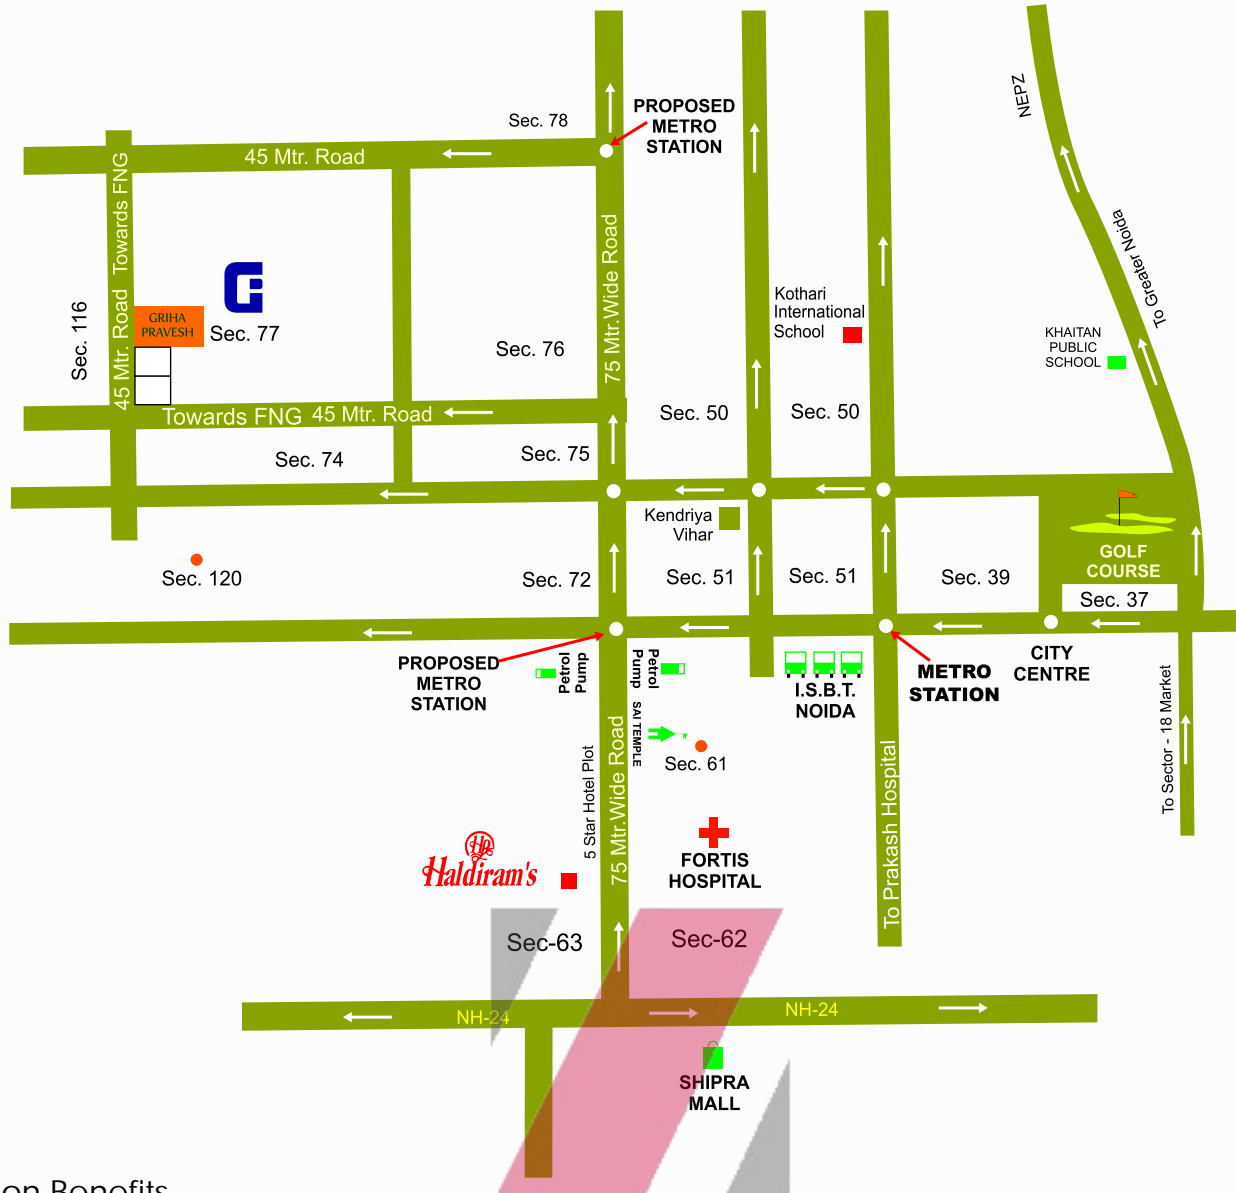 NEPZ
PROPOSED
METRO
STATION
Sec. 78
45 Mtr. Road
Towards FNG
45 Mtr. Road
75 Mtr.Wide Road
To Greater Noida
Sec. 116
GRIHA
PRAVESH
Sec. 77
Kothari
International
School
KHAITAN
PUBLIC
SCHOOL
Sec. 76
Towards FNG 45 Mtr. Road
Sec. 50
Sec. 50
Sec. 74
Sec. 75
Kendriya
Vihar
GOLF
COURSE
Sec. 120
Sec. 72
Sec. 51
Sec. 51
Sec. 39
Sec. 37
PROPOSED
METRO
STATION
Petrol
Pump
Petrol
Pump
I.S.B.T.
NOIDA
METRO
STATION
CITY
CENTRE
SAI TEMPLE
Sec. 61
To Sector - 18 Market
5 Star Hotel Plot
75 Mtr.Wide Road
To Prakash Hospital
HR
Haldiram's
FORTIS
HOSPITAL
Sec-63
Sec-62
NH-24
NH-24
SHIPRA
MALL
on Benefits